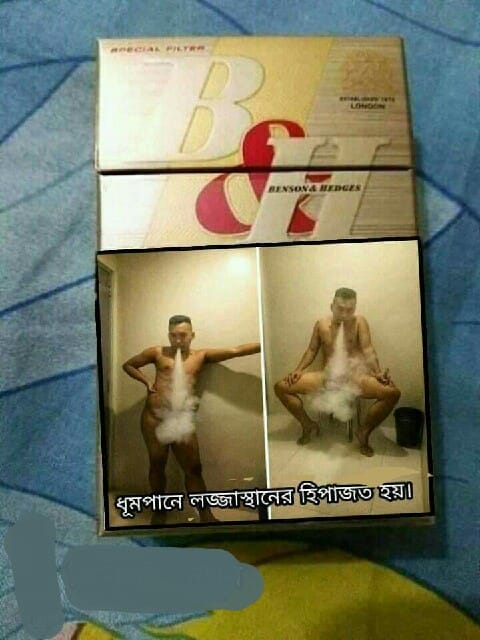 SPECIAL FILTER
B&H
ESTABLISHED 1873
LONDON
BENSON & HEDGES
ধূমপানে লজ্জাস্থানের হিপাজত হয়।